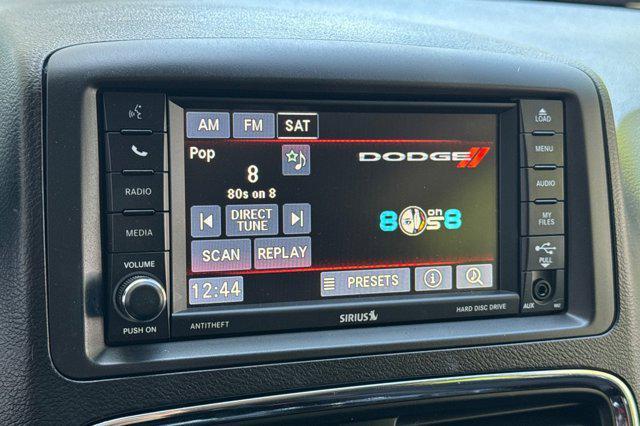 AM FM SAT
Pop
8
80s on 8
DODGE
DIRECT
TUNE
80s on 8
SCAN REPLAY
12:44
PRESETS
RADIO
MEDIA
VOLUME
PUSH ON
ANTITHEFT
SIRIUS
HARD DISC DRIVE
LOAD
MENU
AUDIO
MY
FILES
PULL
AUX